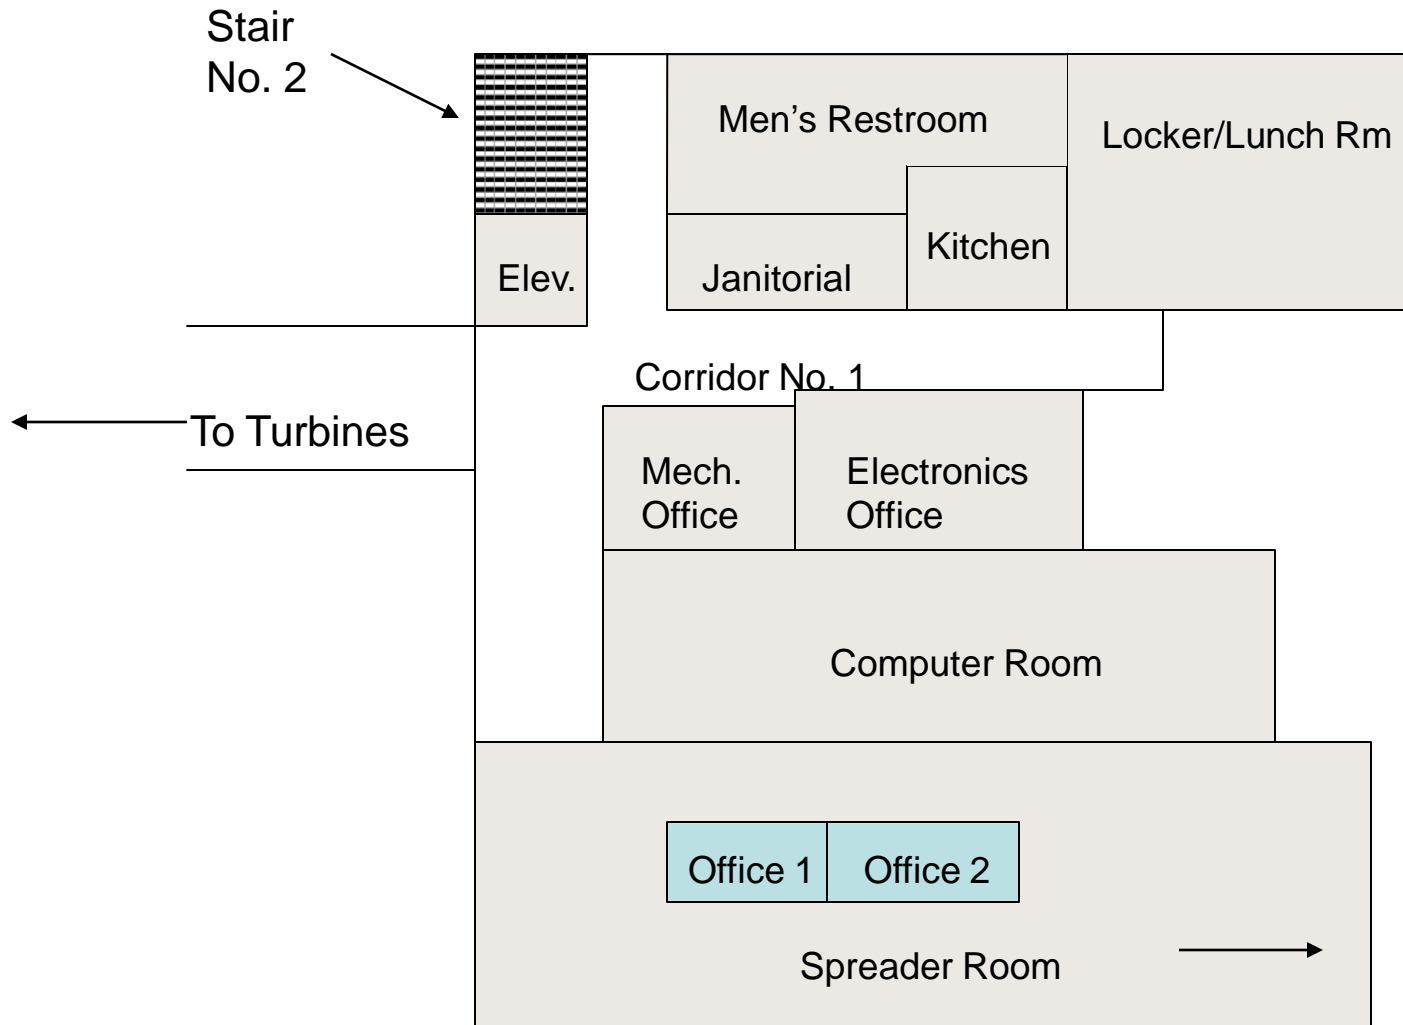 Stair
No. 2
Men’s Restroom
Locker/Lunch Rm
Kitchen
Elev.
Janitorial
Corridor No. 1
To Turbines
Mech.
Office
Electronics
Office
Computer Room
Office 1
Office 2
Spreader Room